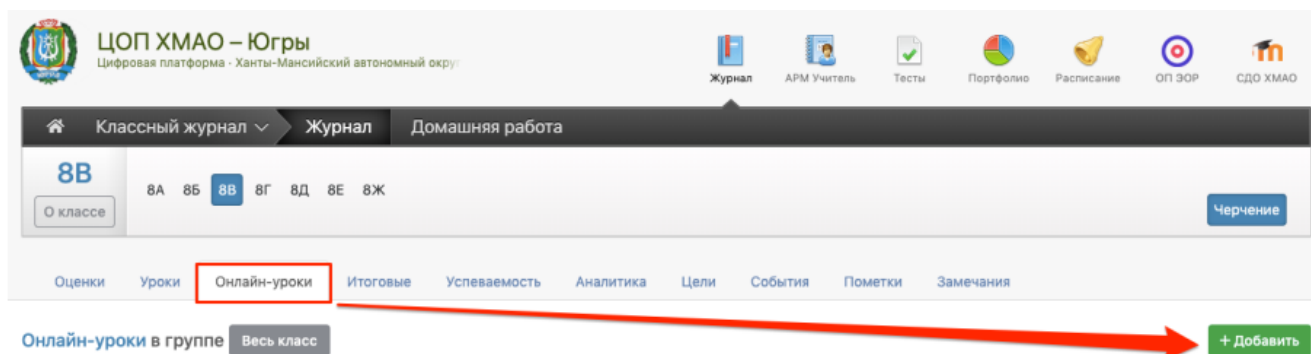 ЦОП ХМАО – Югры
Цифровая платформа · Ханты-Мансийский автономный окру
Журнал АРМ Учитель Тесты Портфолио Расписание ОП ЭОР СДО ХМАО
Классный журнал Журнал Домашняя работа
8В
О классе
8А 8Б 8В 8Г 8Д 8Е 8Ж
Черчение
Оценки Уроки Онлайн-уроки Итоговые Успеваемость Аналитика Цели События Пометки Замечания
Онлайн-уроки в группе Весь класс + Добавить